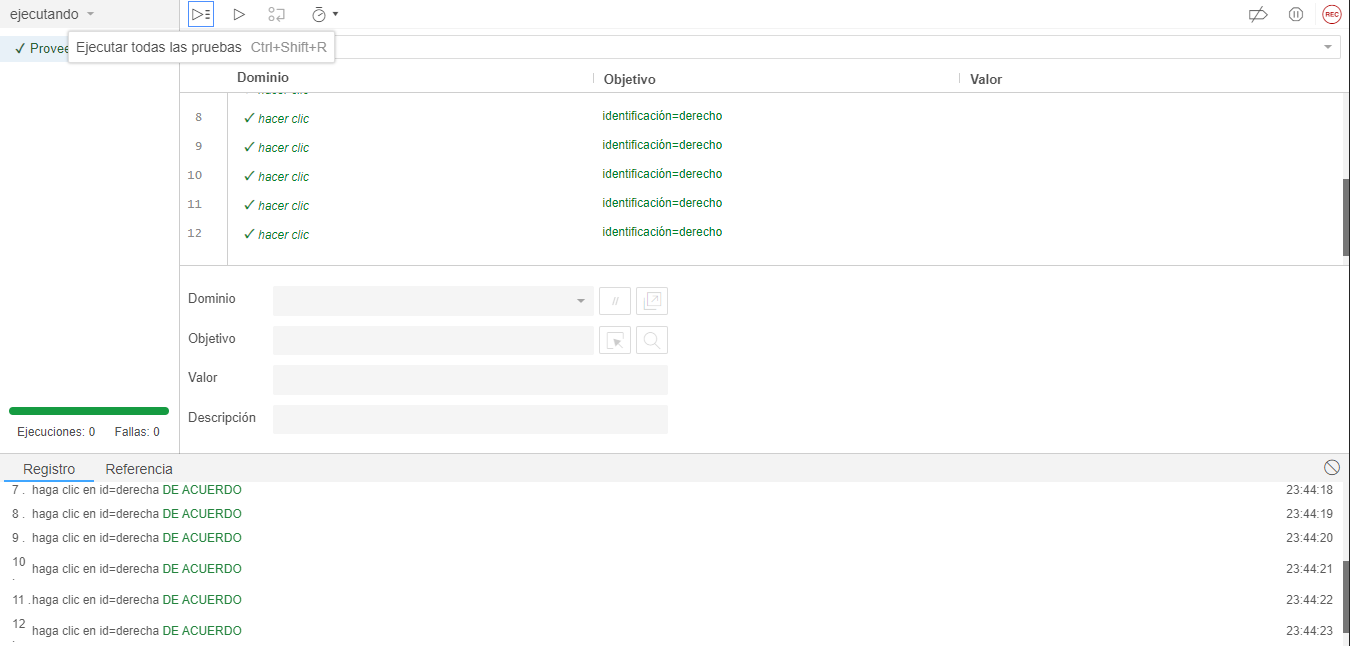 ejecutando
REC
✓ Provee
Ejecutar todas las pruebas Ctrl+Shift+R
Dominio Objetivo Valor
hacer clic
8 ✓ hacer clic identificación=derecho
9 ✓ hacer clic identificación=derecho
10 ✓ hacer clic identificación=derecho
11 ✓ hacer clic identificación=derecho
12 ✓ hacer clic identificación=derecho
Dominio //
Objetivo
Valor
Descripción
Ejecuciones: 0 Fallas: 0
Registro Referencia
7 . haga clic en id=derecha DE ACUERDO 23:44:18
8 . haga clic en id=derecha DE ACUERDO 23:44:19
9 . haga clic en id=derecha DE ACUERDO 23:44:20
10 . haga clic en id=derecha DE ACUERDO 23:44:21
11 . haga clic en id=derecha DE ACUERDO 23:44:22
12 . haga clic en id=derecha DE ACUERDO 23:44:23